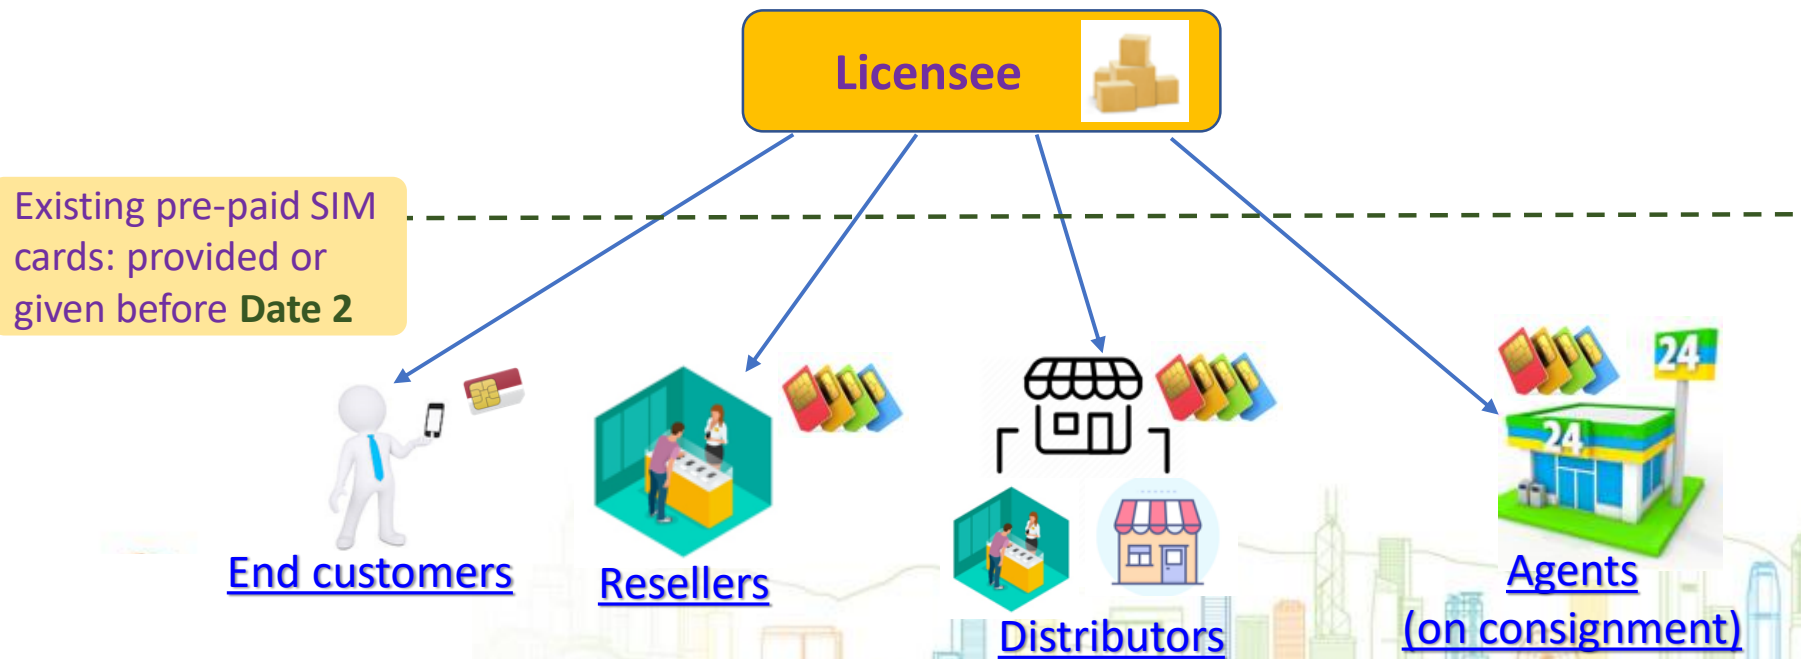 Licensee
Existing pre-paid SIM
cards: provided or
given before Date 2
24
24
End customers
Resellers
Distributors
Agents
(on consignment)